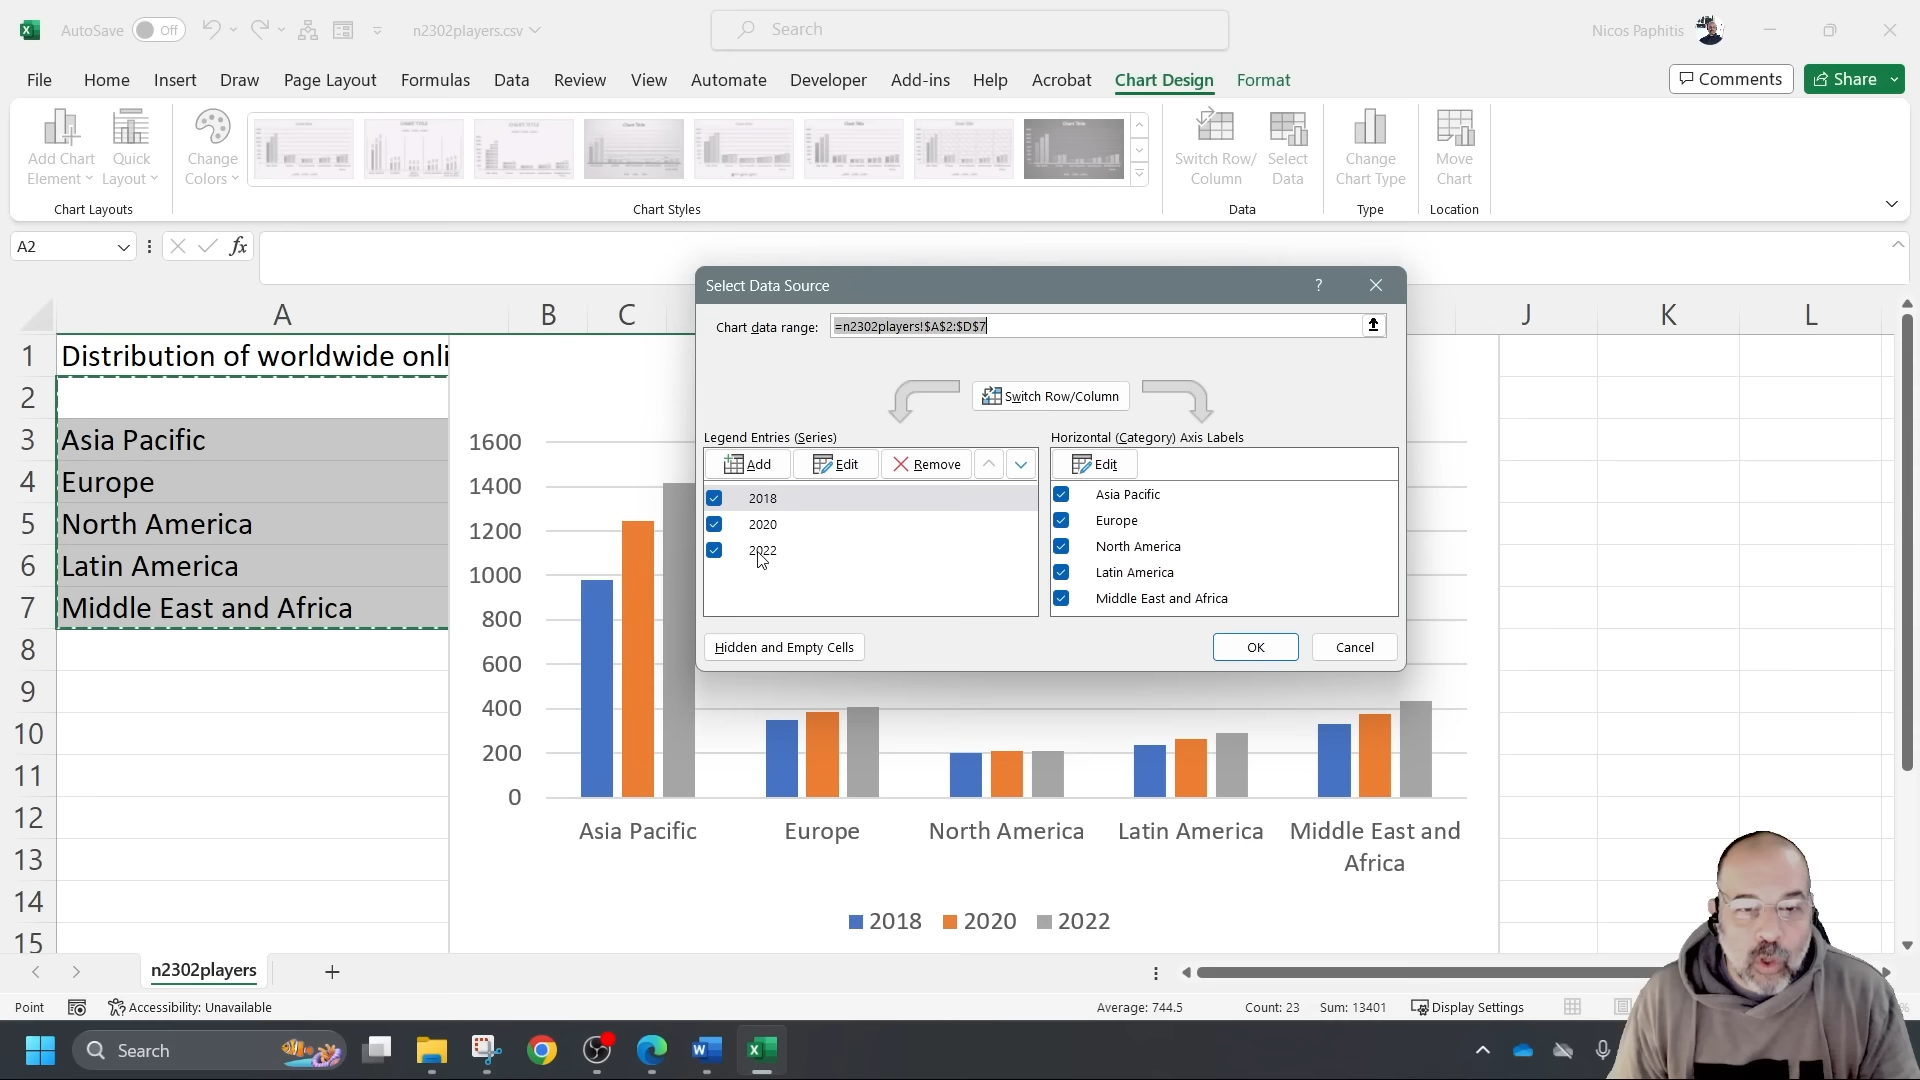 AutoSave Off n2302players.csv Search Nicos Paphitis
File Home Insert Draw Page Layout Formulas Data Review View Automate Developer Add-ins Help Acrobat Chart Design Format Comments Share
Add Chart Element
Quick Layout
Change Colors
Switch Row/ Column
Select Data
Change Chart Type
Move Chart
Chart Layouts Chart Styles Data Type Location
A2 fx
Select Data Source ?
Chart data range: =n2302players!$A$2:$D$7
Switch Row/Column
Legend Entries (Series) Horizontal (Category) Axis Labels
Add Edit Remove Edit
2018 Asia Pacific
2020 Europe
2022 North America
Latin America
Middle East and Africa
Hidden and Empty Cells OK Cancel
A B C J K L
1 Distribution of worldwide onli
2
3 Asia Pacific
4 Europe
5 North America
6 Latin America
7 Middle East and Africa
8
9
10
11
12
13
14
15
1600
1400
1200
1000
800
600
400
200
0
Asia Pacific Europe North America Latin America Middle East and
Africa
2018 2020 2022
n2302players
Point Accessibility: Unavailable Average: 744.5 Count: 23 Sum: 13401 Display Settings
Search